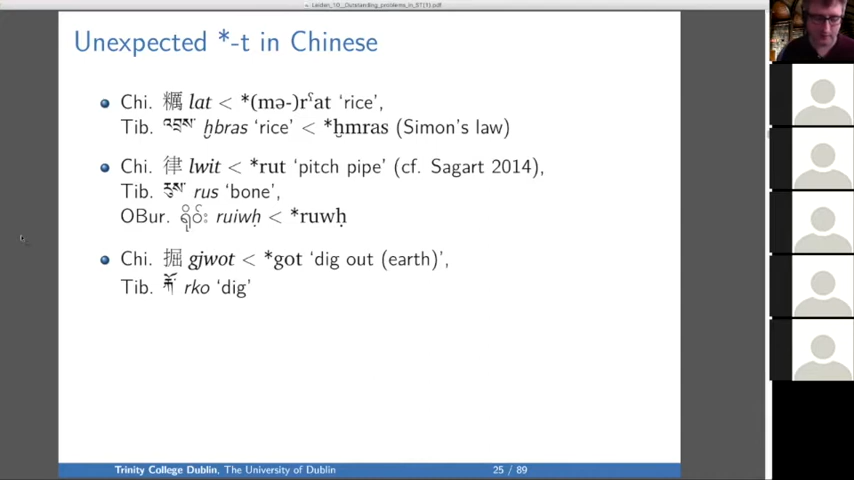 Leiden_10__Outstanding_problems_in_ST(1).pdf
Unexpected *-t in Chinese
Chi. 糲 lat < *(mə-)rˤat ‘rice’,
Tib. འབྲས་ ḫbras ‘rice’ < *ḫmras (Simon’s law)
Chi. 律 lwit < *rut ‘pitch pipe’ (cf. Sagart 2014),
Tib. རུས་ rus ‘bone’,
OBur. ရိုဝ်း ruiwḥ < *ruwḥ
Chi. 掘 gjwot < *got ‘dig out (earth)’,
Tib. རྐོ་ rko ‘dig’
Trinity College Dublin, The University of Dublin 25 / 89